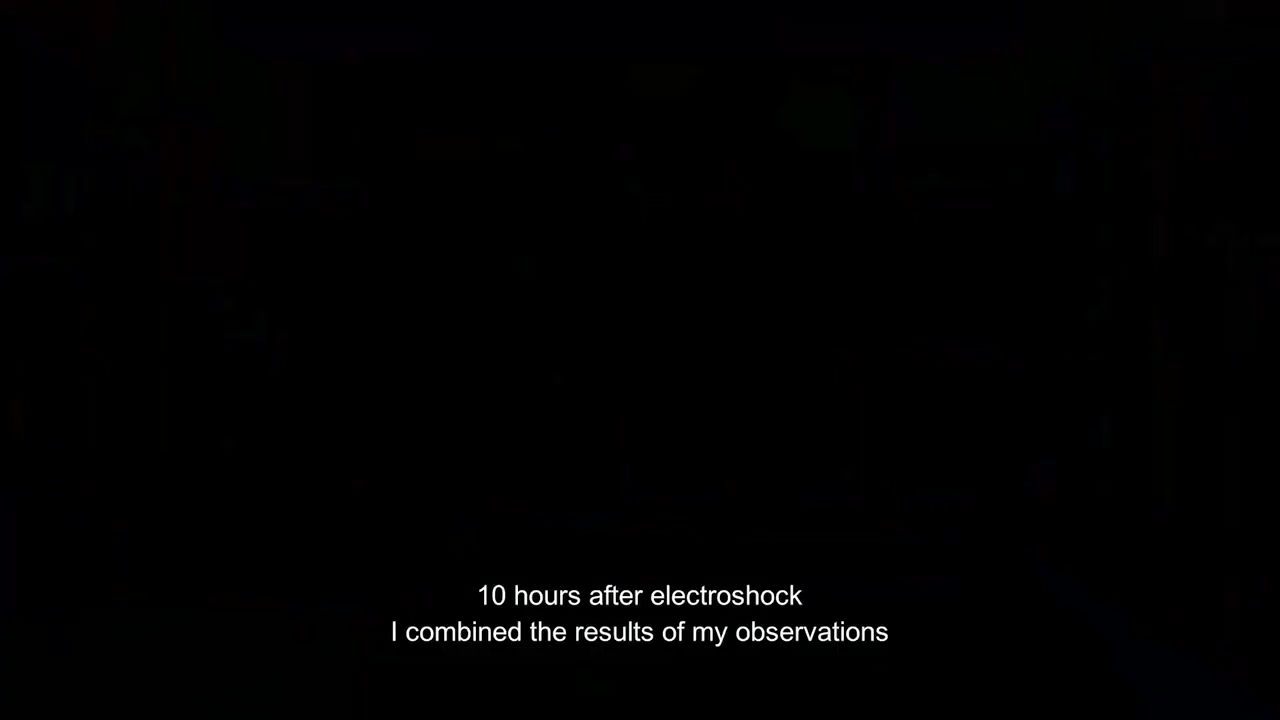 10 hours after electroshock
I combined the results of my observations